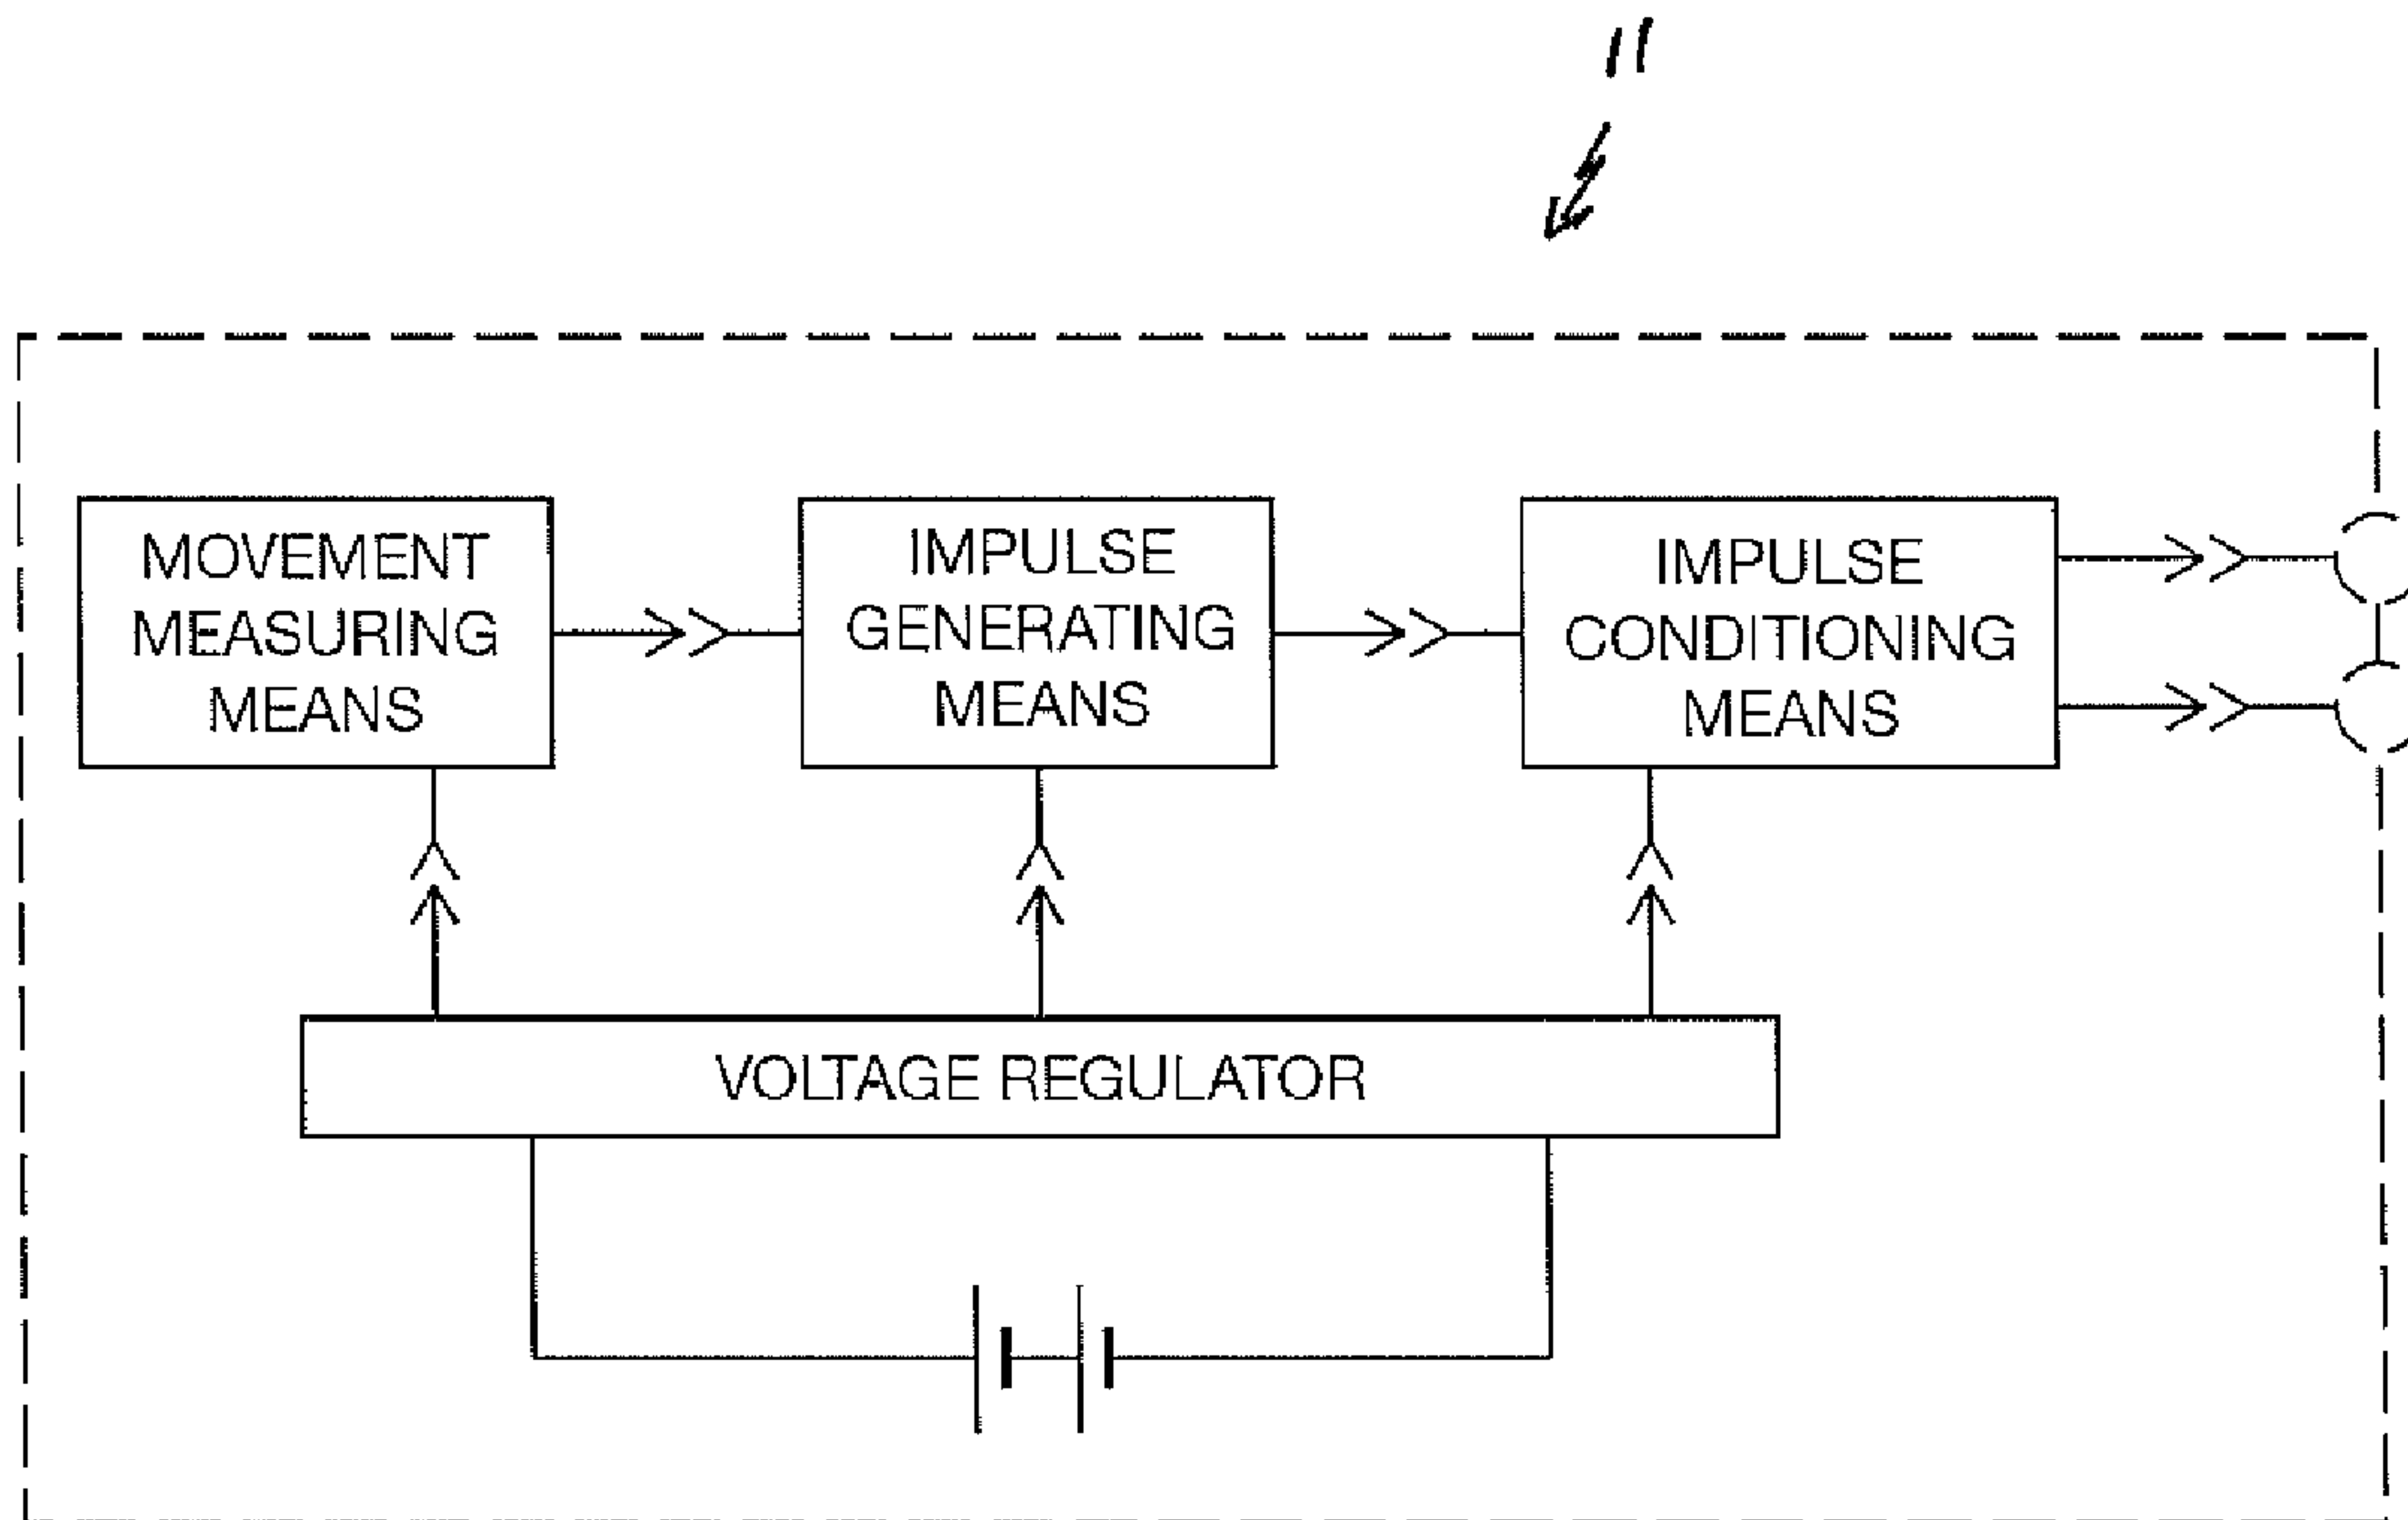 11
MOVEMENT
MEASURING
MEANS
IMPULSE
GENERATING
MEANS
IMPULSE
CONDITIONING
MEANS
VOLTAGE REGULATOR